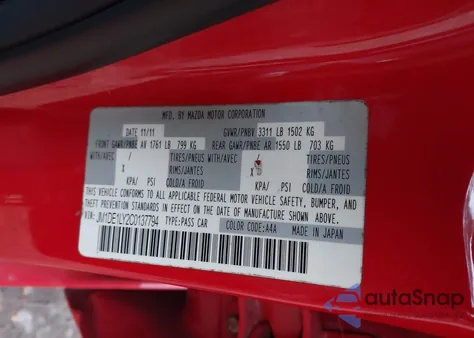 MFD. BY MAZDA MOTOR CORPORATION
DATE 11/11 GVWR/PNBV 3311 LB 1502 KG
FRONT GAWR/PNBE AV 1761 LB 799 KG REAR GAWR/PNBE AR 1550 LB 703 KG
WITH/AVEC / TIRES/PNEUS WITH/AVEC / TIRES/PNEUS
X RIMS/JANTES X RIMS/JANTES
KPA/ PSI COLD/A FROID KPA/ PSI COLD/A FROID
THIS VEHICLE CONFORMS TO ALL
APPLICABLE FEDERAL MOTOR VEHICLE SAFETY, BUMPER, AND
THEFT PREVENTION STANDARDS IN EFFECT ON THE DATE OF
MANUFACTURE SHOWN ABOVE.
JM1DE1LY2C0137794 TYPE:PASS CAR
COLOR:A4A MADE IN JAPAN
autoSnap